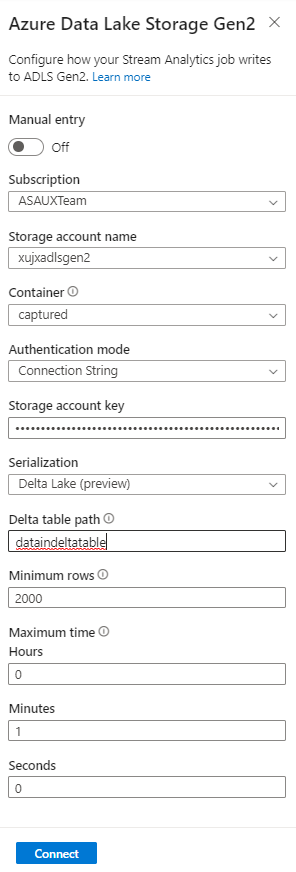 Azure Data Lake Storage Gen2
Configure how your Stream Analytics job writes
to ADLS Gen2. Learn more
Manual entry
Off
Subscription
ASAUXTeam
Storage account name
xujxadlsgen2
Container
captured
Authentication mode
Connection String
Storage account key
Serialization
Delta Lake (preview)
Delta table path
dataindeltatable
Minimum rows
2000
Maximum time
Hours
0
Minutes
1
Seconds
0
Connect